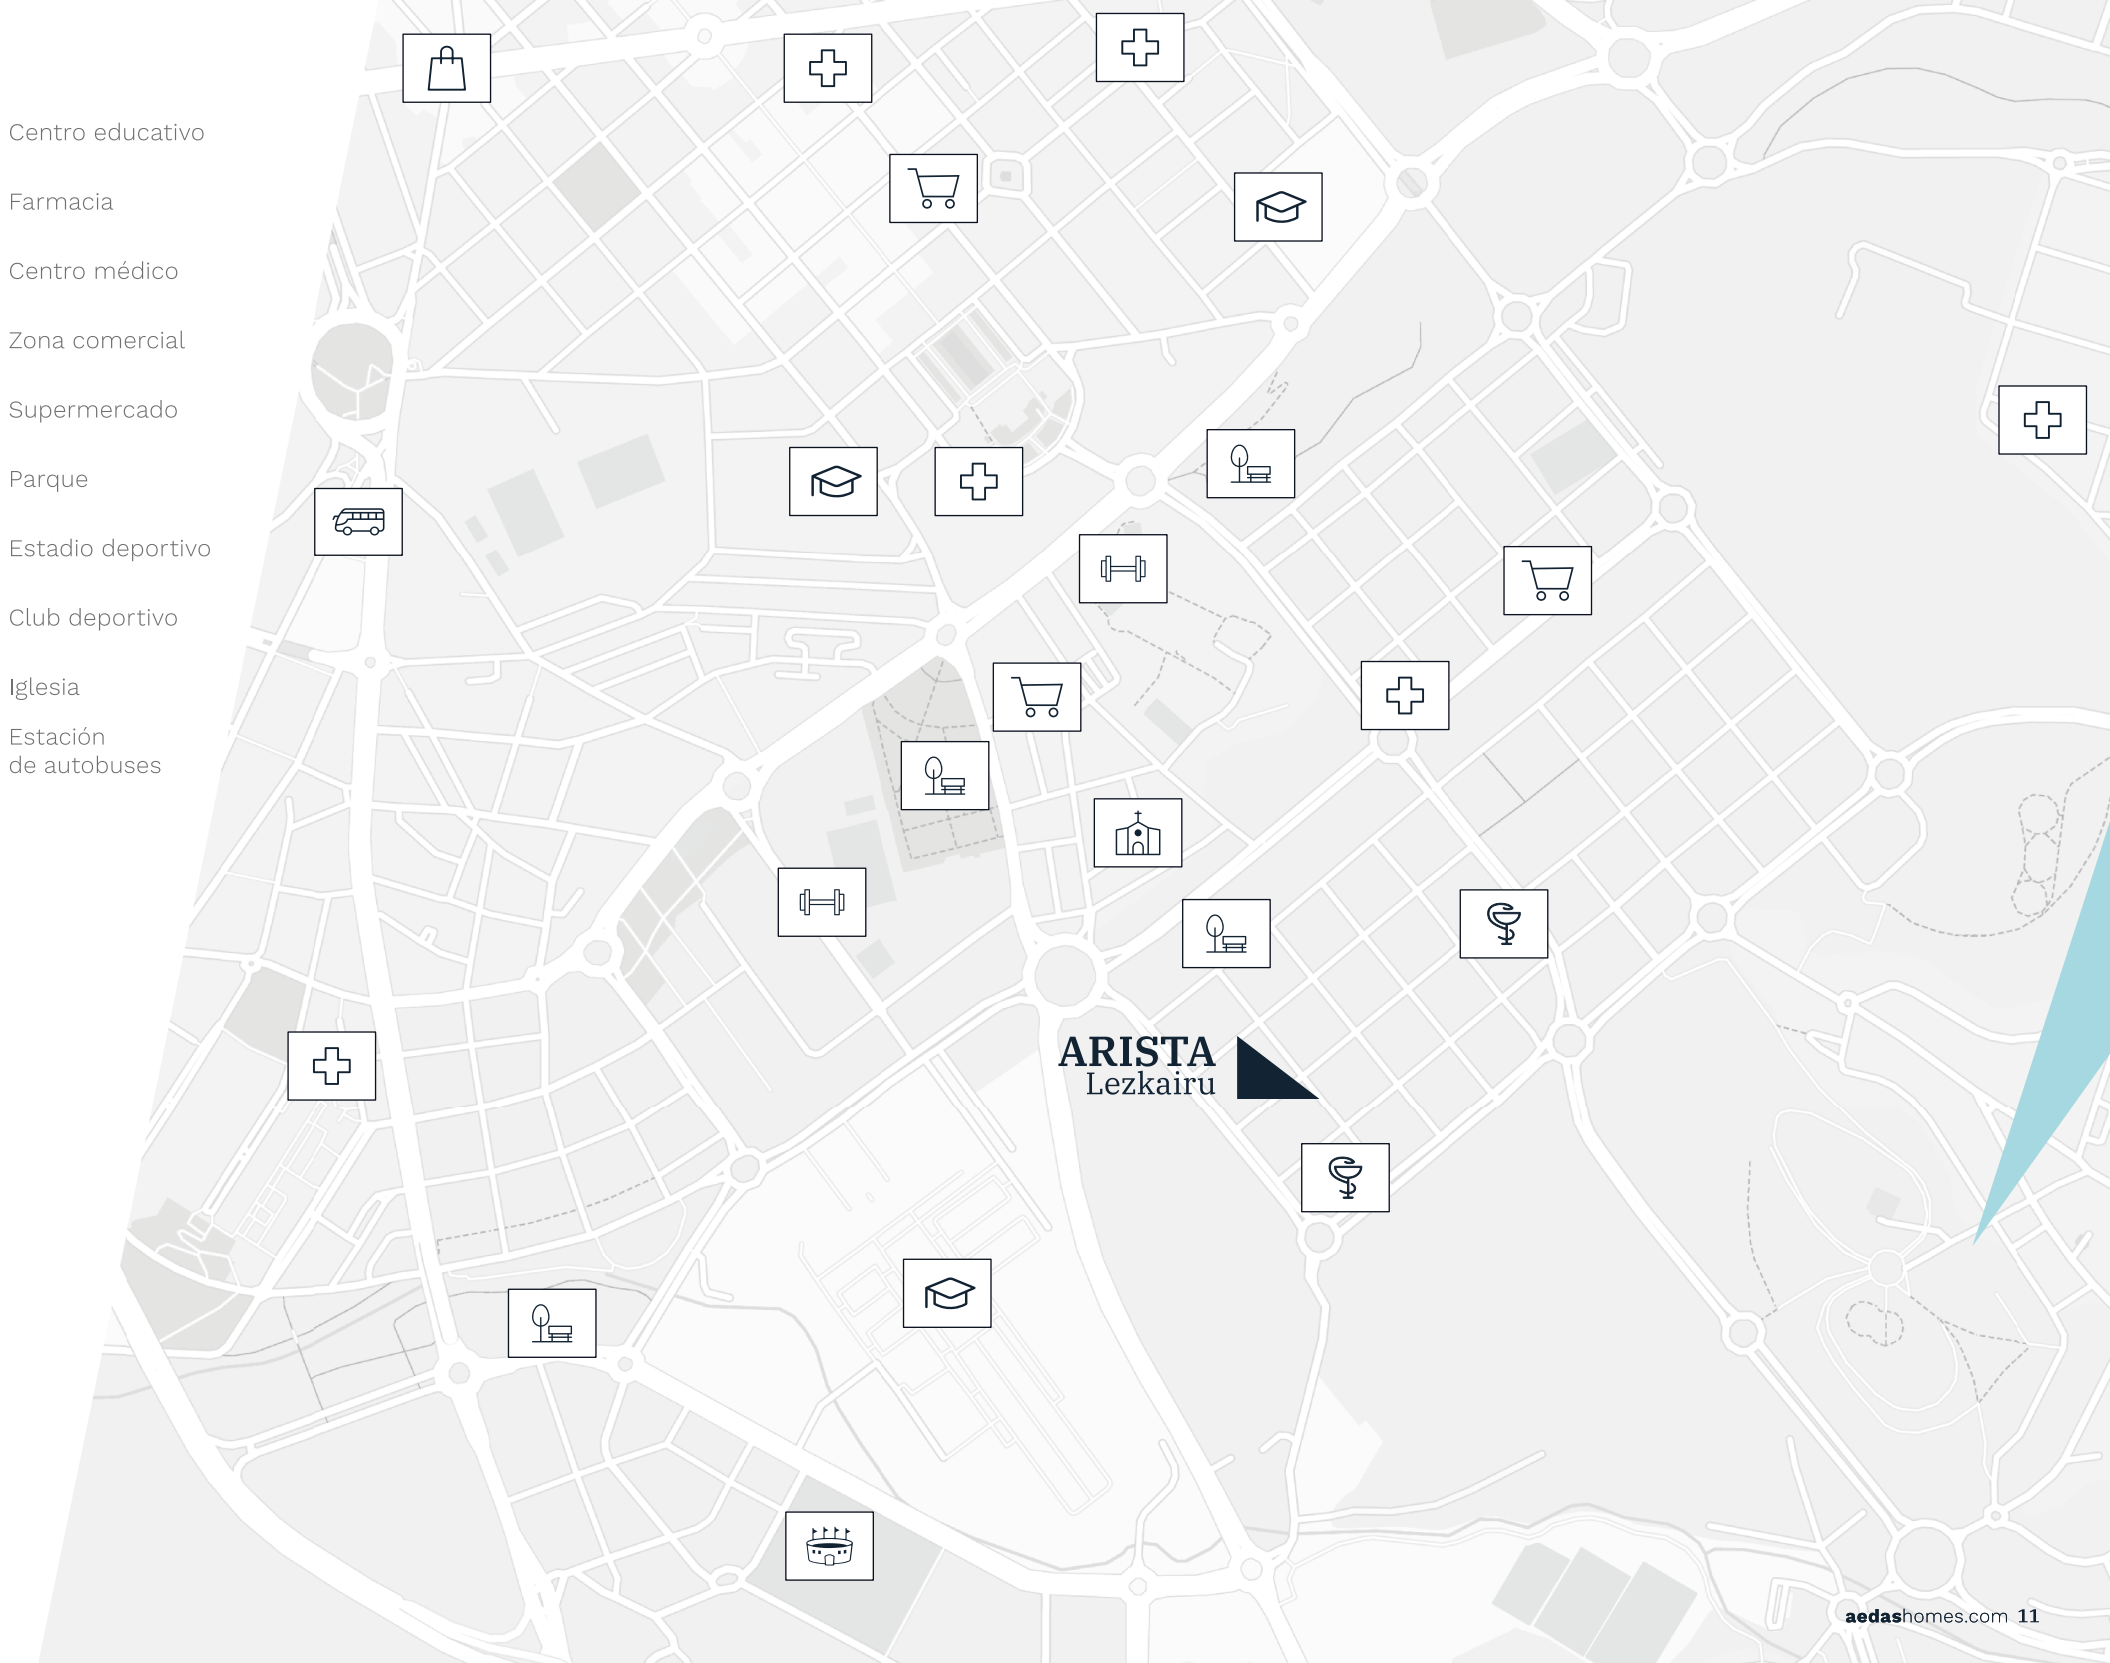 Centro educativo
Farmacia
Centro médico
Zona comercial
Supermercado
Parque
Estadio deportivo
Club deportivo
Iglesia
Estación
de autobuses
ARISTA
Lezkairu
aedashomes.com 11